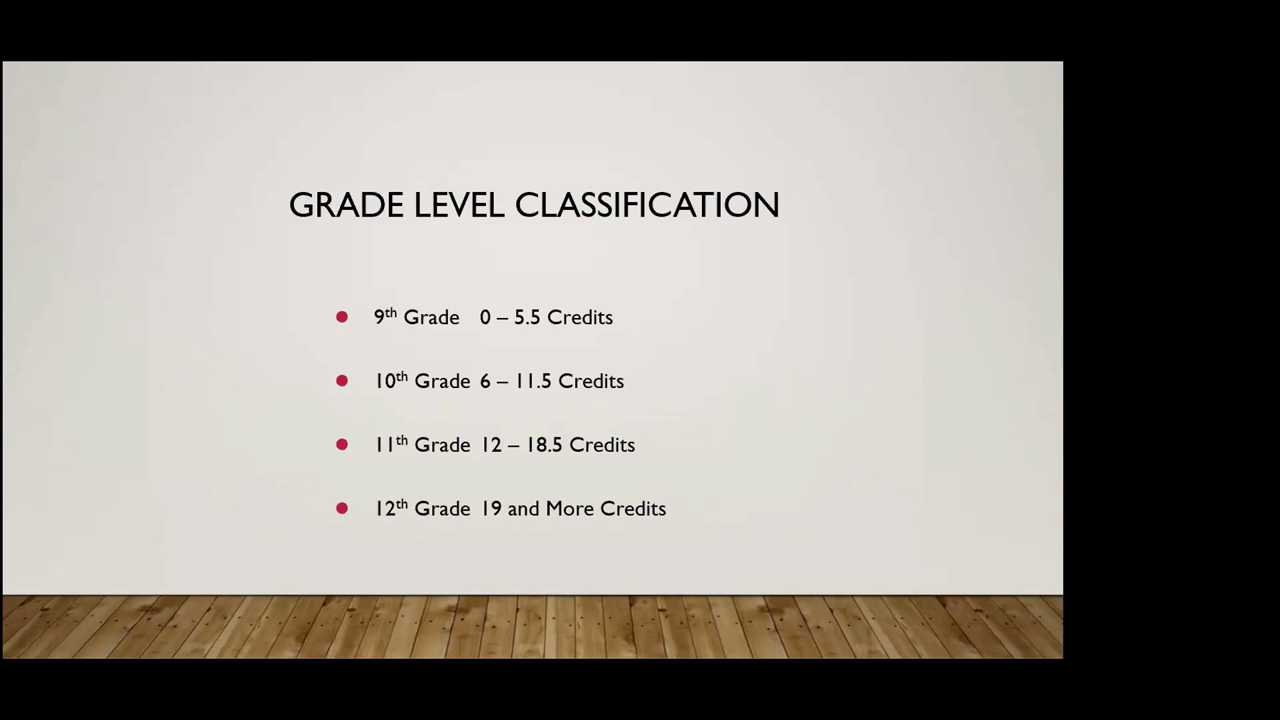 GRADE LEVEL CLASSIFICATION
9th Grade 0 – 5.5 Credits
10th Grade 6 – 11.5 Credits
11th Grade 12 – 18.5 Credits
12th Grade 19 and More Credits